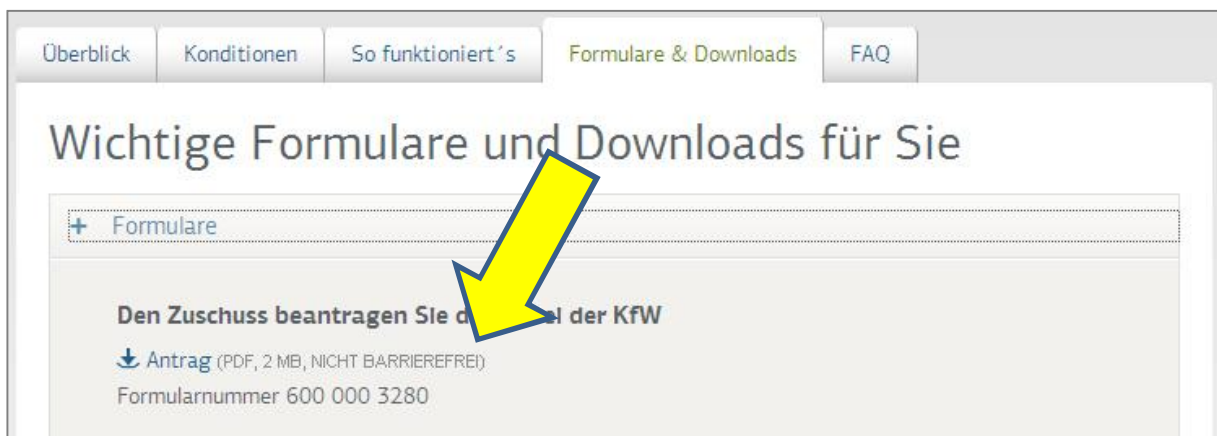 Überblick
Konditionen
So funktioniert´s
Formulare & Downloads
FAQ
Wichtige Formulare und Downloads für Sie
+ Formulare
Den Zuschuss beantragen Sie der KfW
Antrag (PDF, 2 MB, NICHT BARRIEREFREI)
Formularnummer 600 000 3280